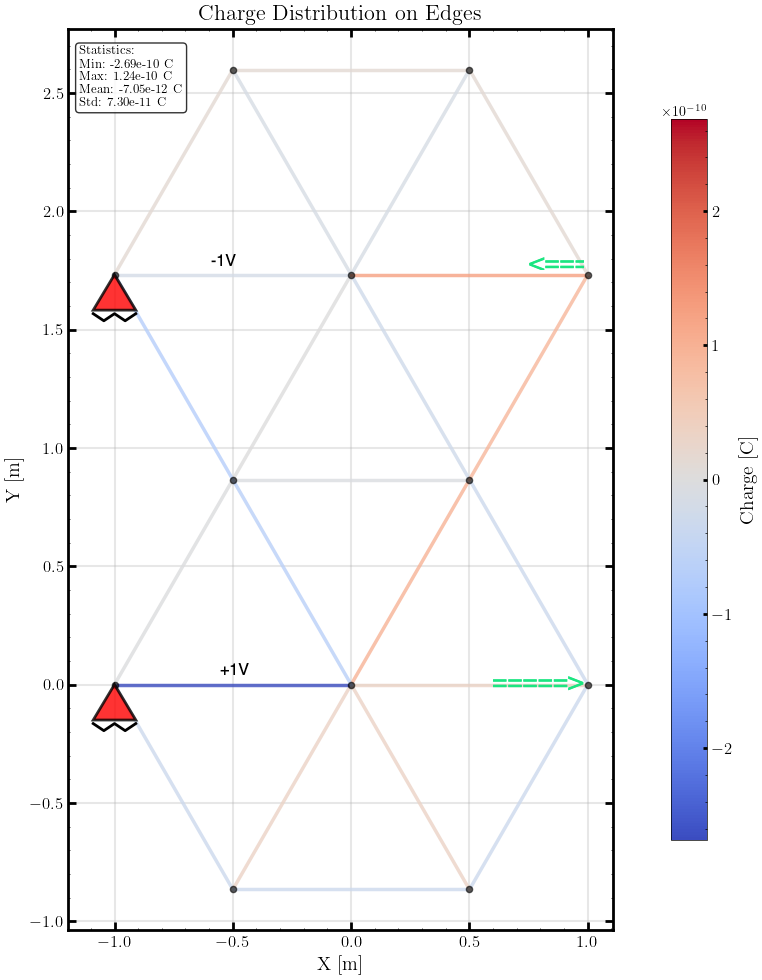 Charge Distribution on Edges
Statistics:
Min: -2.69e-10 C
Max: 1.24e-10 C
Mean: -7.05e-12 C
Std: 7.30e-11 C
×10⁻¹⁰
2.5
2.0
1.5
1.0
0.5
0.0
−0.5
−1.0
Y [m]
-1V
+1V
−1.0 −0.5 0.0 0.5 1.0
X [m]
2
1
0
−1
−2
Charge [C]